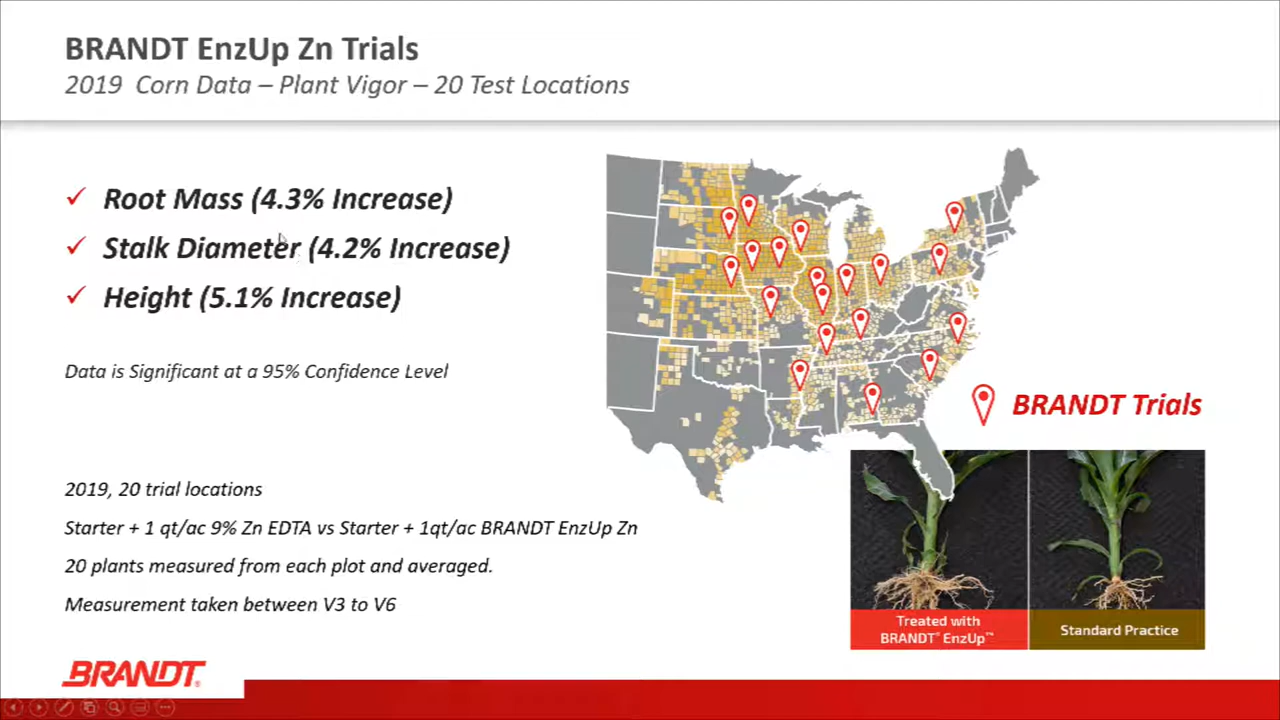 BRANDT EnzUp Zn Trials
2019 Corn Data – Plant Vigor – 20 Test Locations
Root Mass (4.3% Increase)
Stalk Diameter (4.2% Increase)
Height (5.1% Increase)
Data is Significant at a 95% Confidence Level
BRANDT Trials
2019, 20 trial locations
Starter + 1 qt/ac 9% Zn EDTA vs Starter + 1qt/ac BRANDT EnzUp Zn
20 plants measured from each plot and averaged.
Measurement taken between V3 to V6
Treated with
BRANDT® EnzUp™
Standard Practice
BRANDT®